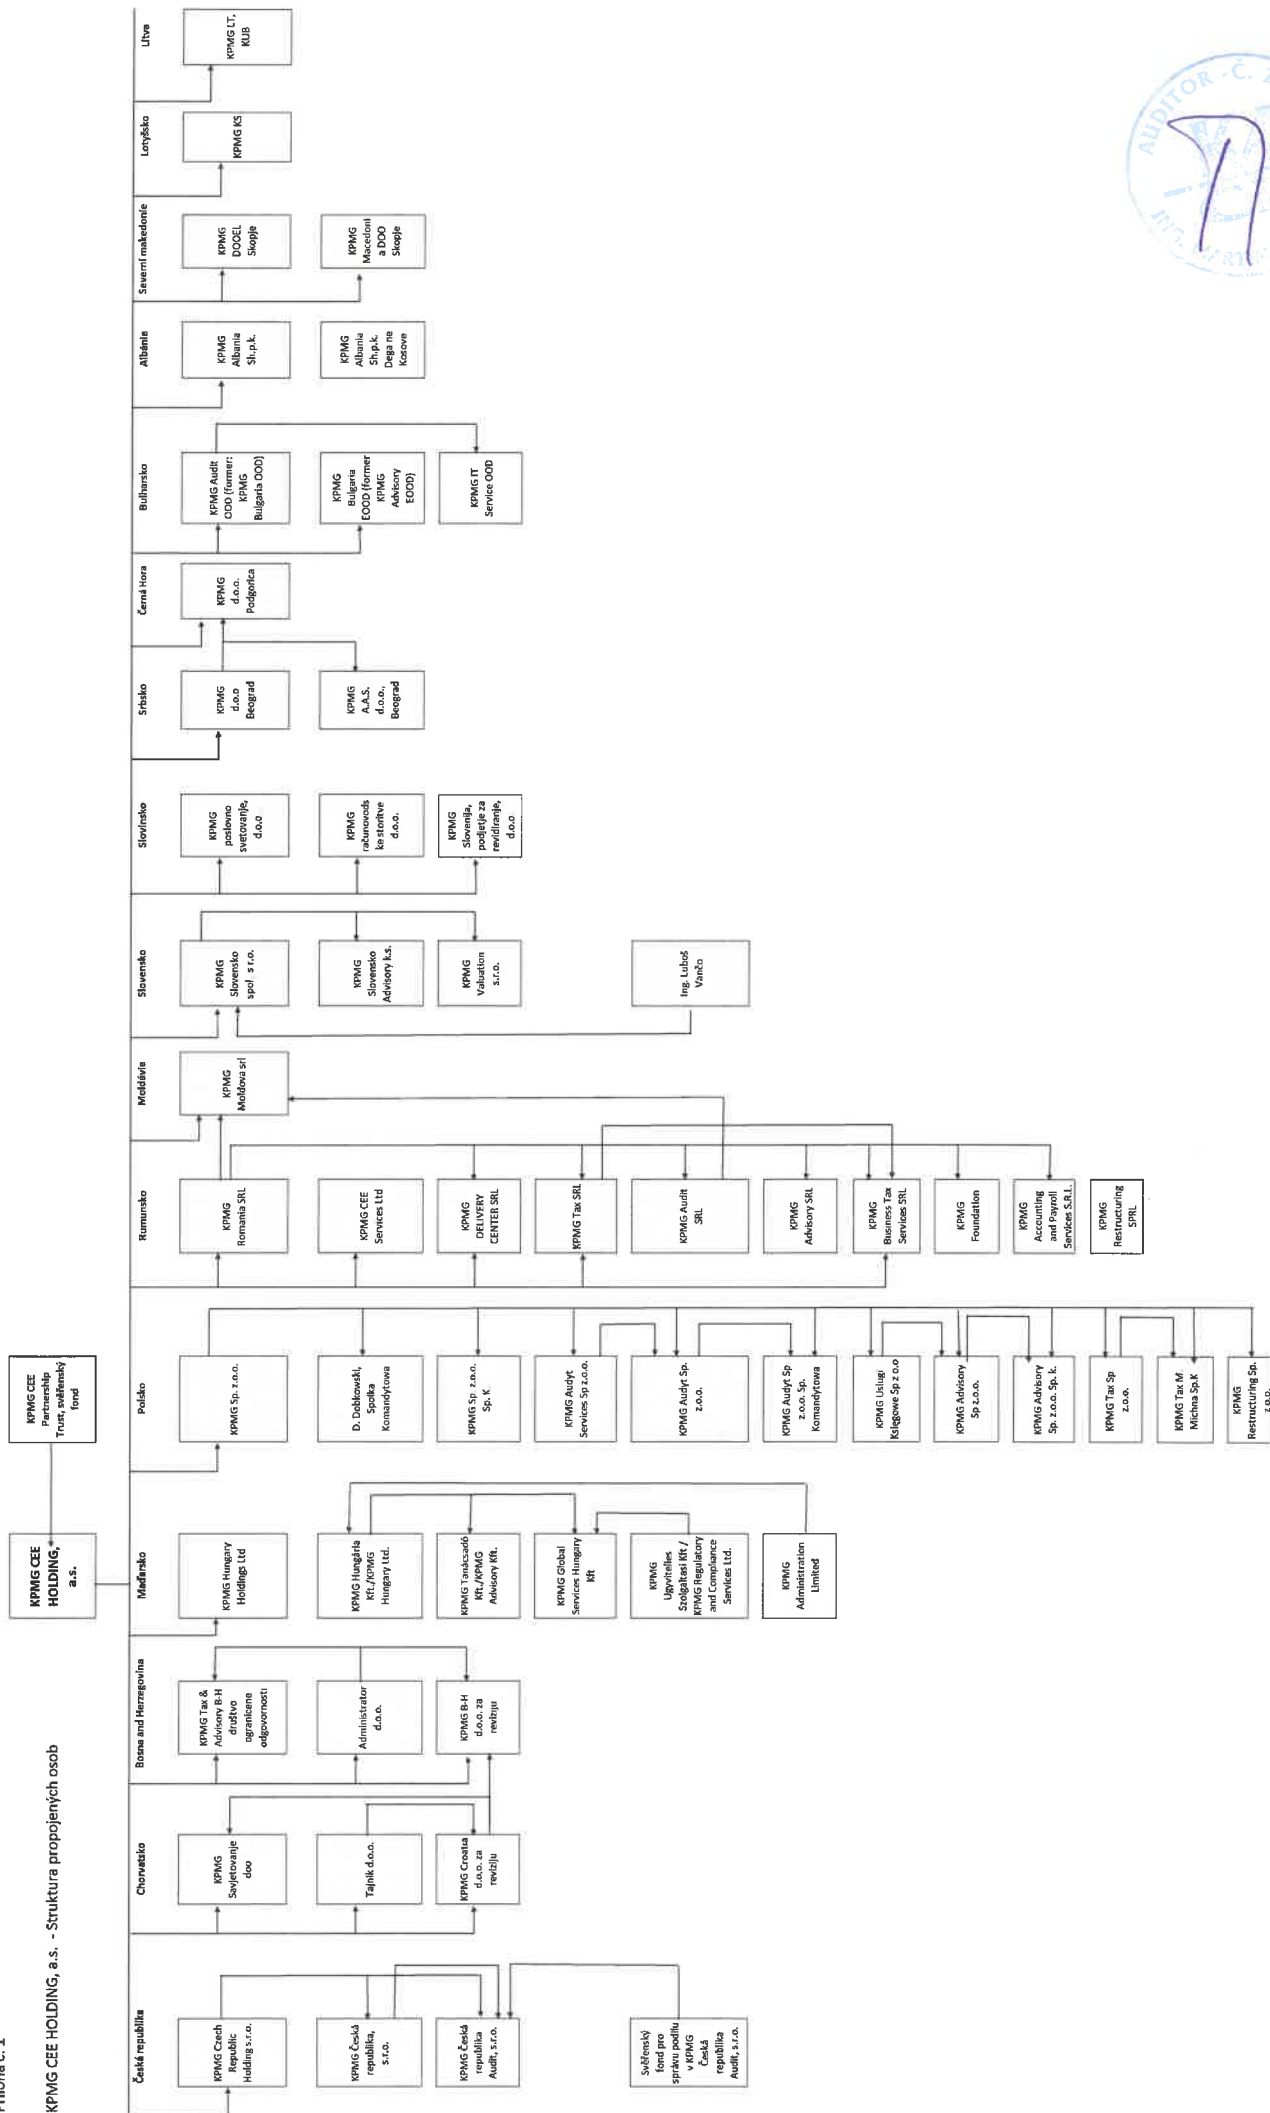 Příloha č. 1
KPMG CEE HOLDING, a.s. - Struktura propojených osob
KPMG CEE
HOLDING,
a.s.
KPMG CEE
Partnership
Trust, svěřenský
fond
Česká republika
KPMG Czech
Republic
Holding s.r.o.
KPMG Česká
republika,
s.r.o.
KPMG Česká
republika
Audit, s.r.o.
Svěřenský
fond pro
správu podílu
v KPMG
Česká
republika
Audit, s.r.o.
Chorvatsko
KPMG
Savjetovanje
doo
Tajnik d.o.o.
KPMG Croatia
d.o.o. za
reviziju
Bosna and Herzegovina
KPMG Tax &
Advisory B-H
društvo
ogranicene
odgovornosti
Administrator
d.o.o.
KPMG B-H
d.o.o. za
reviziju
Maďarsko
KPMG Hungary
Holdings Ltd
KPMG Hungária
Kft./KPMG
Hungary Ltd.
KPMG Tanácsadó
Kft./KPMG
Advisory Kft.
KPMG Global
Services Hungary
Kft
KPMG
Ugyvitelies
Szolgaltasi Kft /
KPMG Regulatory
and Compliance
Services Ltd.
KPMG
Administration
Limited
Polsko
KPMG Sp. z.o.o.
D. Dobkowski,
Spolka
Komandytowa
KPMG Sp. z.o.o.
Sp. K
KPMG Audyt
Services Sp z.o.o.
KPMG Audyt Sp.
z.o.o.
KPMG Audyt Sp
z.o.o. Sp.
Komandytowa
KPMG Uslugi
Ksiegowe Sp z o.o
KPMG Advisory
Sp z.o.o.
KPMG Advisory
Sp. z.o.o. Sp. k.
KPMG Tax Sp
z.o.o.
KPMG Tax M
Michna Sp.K
KPMG
Restructuring Sp.
z.o.o.
Rumunsko
KPMG
Romania SRL
KPMG CEE
Services Ltd
KPMG
DELIVERY
CENTER SRL
KPMG Tax SRL
KPMG Audit
SRL
KPMG
Advisory SRL
KPMG
Business Tax
Services SRL
KPMG
Foundation
KPMG
Accounting
and Payroll
Services S.R.L.
KPMG
Restructuring
SPRL
Moldávie
KPMG
Moldova srl
Slovensko
KPMG
Slovensko
spol. s r.o.
KPMG
Slovensko
Advisory k.s.
KPMG
Valuation
s.r.o.
Ing. Luboš
Vančo
Slovinsko
KPMG
poslovno
svetovanje,
d.o.o
KPMG
računovods
ke storitve
d.o.o.
KPMG
Slovenija,
podjetje za
revidiranje,
d.o.o
Srbsko
KPMG
d.o.o
Beograd
KPMG
A.A.S.
d.o.o.,
Beograd
Černá Hora
KPMG
d.o.o.
Podgorica
Bulharsko
KPMG Audit
OOD (former:
KPMG
Bulgaria OOD)
KPMG
Bulgaria
EOOD (former
KPMG
Advisory
EOOD)
KPMG IT
Service OOD
Albánie
KPMG
Albania
Sh.p.k.
KPMG
Albania
Sh.p.k.
Dega ne
Kosove
Severní makedonie
KPMG
DOOEL
Skopje
KPMG
Macedoni
a DOO
Skopje
Lotyšsko
KPMG KS
Litva
KPMG LT,
KUB
AUDITOR - Č.
ING.